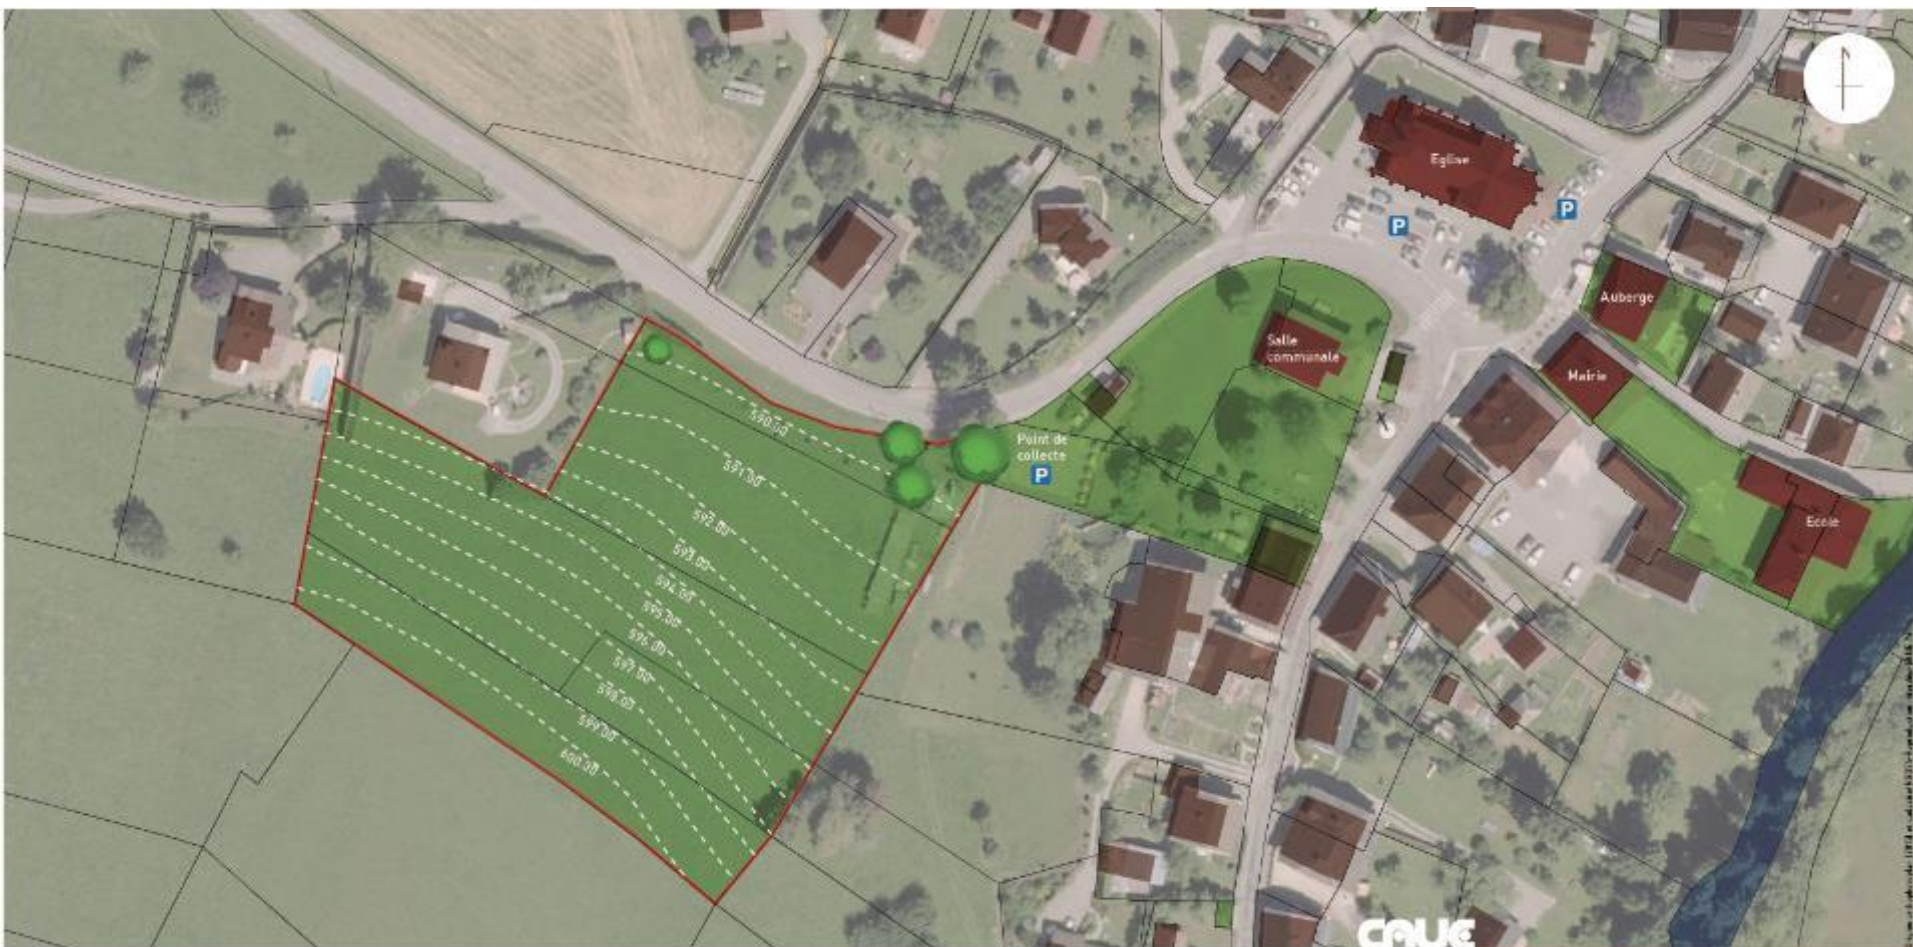 Eglise
P
P
Auberge
Salle
communale
Mairie
590.00
Point de
collecte
P
591.00
592.00
Ecole
593.00
594.00
595.00
596.00
597.00
598.00
599.00
600.00
CAUE